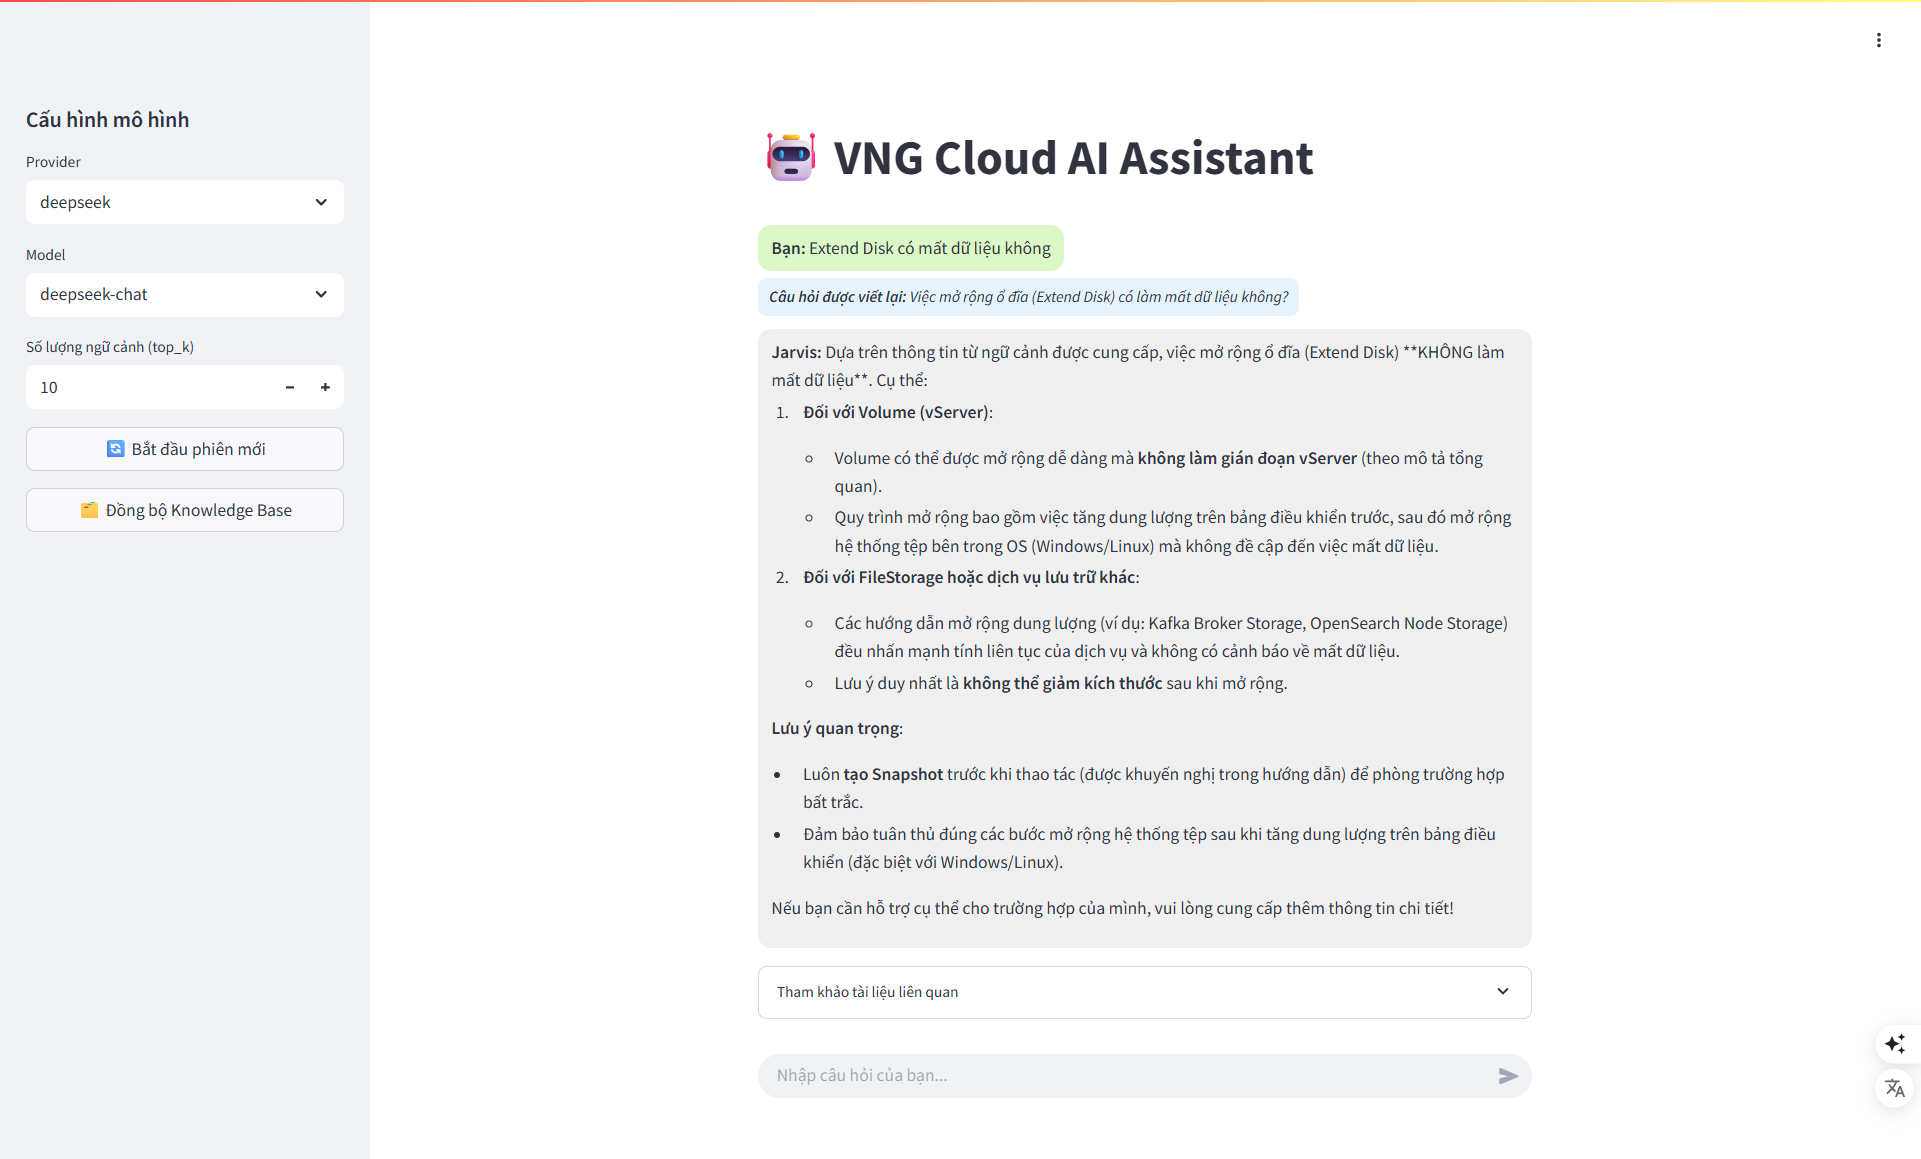 Cấu hình mô hình
Provider
deepseek
Model
deepseek-chat
Số lượng ngữ cảnh (top_k)
10
Bắt đầu phiên mới
Đồng bộ Knowledge Base
VNG Cloud AI Assistant
Bạn: Extend Disk có mất dữ liệu không
Câu hỏi được viết lại: Việc mở rộng ổ đĩa (Extend Disk) có làm mất dữ liệu không?
Jarvis: Dựa trên thông tin từ ngữ cảnh được cung cấp, việc mở rộng ổ đĩa (Extend Disk) **KHÔNG làm
mất dữ liệu**. Cụ thể:
1. Đối với Volume (vServer):
Volume có thể được mở rộng dễ dàng mà không làm gián đoạn vServer (theo mô tả tổng
quan).
Quy trình mở rộng bao gồm việc tăng dung lượng trên bảng điều khiển trước, sau đó mở rộng
hệ thống tệp bên trong OS (Windows/Linux) mà không đề cập đến việc mất dữ liệu.
2. Đối với FileStorage hoặc dịch vụ lưu trữ khác:
Các hướng dẫn mở rộng dung lượng (ví dụ: Kafka Broker Storage, OpenSearch Node Storage)
đều nhấn mạnh tính liên tục của dịch vụ và không có cảnh báo về mất dữ liệu.
Lưu ý duy nhất là không thể giảm kích thước sau khi mở rộng.
Lưu ý quan trọng:
Luôn tạo Snapshot trước khi thao tác (được khuyến nghị trong hướng dẫn) để phòng trường hợp
bất trắc.
Đảm bảo tuân thủ đúng các bước mở rộng hệ thống tệp sau khi tăng dung lượng trên bảng điều
khiển (đặc biệt với Windows/Linux).
Nếu bạn cần hỗ trợ cụ thể cho trường hợp của mình, vui lòng cung cấp thêm thông tin chi tiết!
Tham khảo tài liệu liên quan
Nhập câu hỏi của bạn...